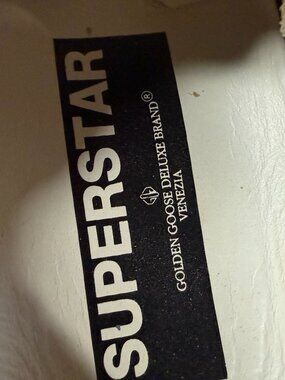 SUPERSTAR
GOLDEN GOOSE DELUXE BRAND®
VENEZIA